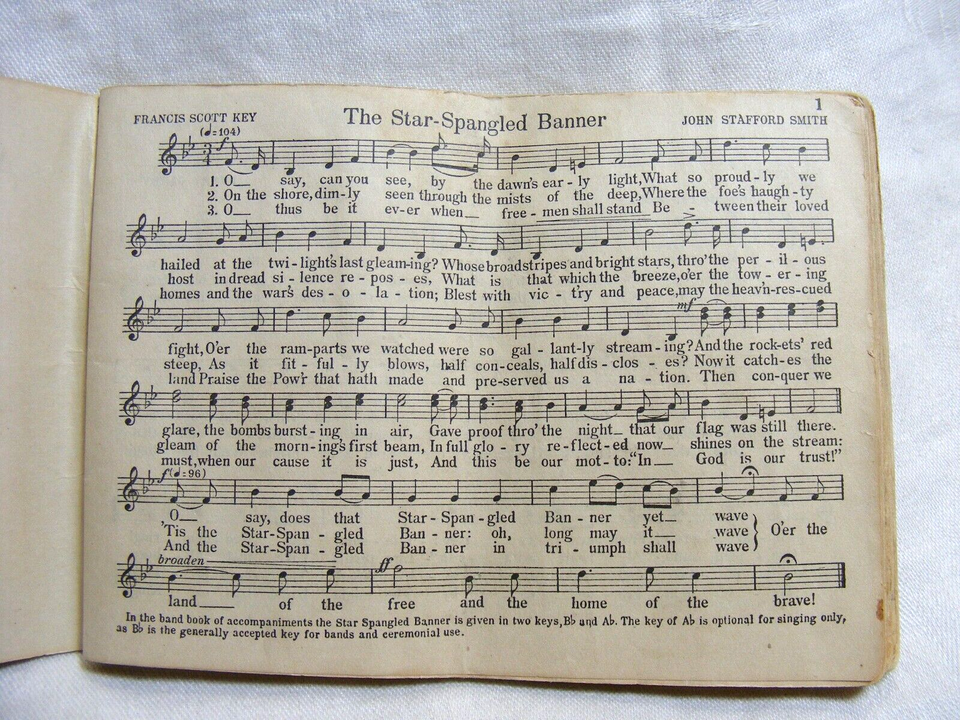 1
FRANCIS SCOTT KEY The Star-Spangled Banner JOHN STAFFORD SMITH
(♩=104)
f
3/4
1. O__ say, can you see, by the dawn's ear-ly light, What so proud-ly we
2. On the shore, dim-ly seen through the mists of the deep, Where the foe's haugh-ty
3. O__ thus be it ev-er when__ free-men shall stand Be - tween their loved
hailed at the twi-light's last gleam-ing? Whose broad stripes and bright stars, thro' the per-il-ous
host in dread si-lence re-pos-es, What is that which the breeze, o'er the tow-er-ing
homes and the war's des-o-la-tion; Blest with vic-t'ry and peace, may the heav'n-res-cued
mf
fight, O'er the ram-parts we watched were so gal-lant-ly stream-ing? And the rock-ets' red
steep, As it fit-ful-ly blows, half con-ceals, half dis-clos-es? Now it catch-es the
land Praise the Pow'r that hath made and pre-served us a na-tion. Then con-quer we
glare, the bombs burst-ing in air, Gave proof thro' the night__ that our flag was still there.
gleam of the morn-ing's first beam, In full glo-ry re-flect-ed now__ shines on the stream:
must, when our cause it is just, And this be our mot-to: "In__ God is our trust!"
f (♩=96)
O__ say, does that Star-Span-gled Ban-ner yet__ wave
'Tis the Star-Span-gled Ban-ner: oh, long may it__ wave } O'er the
And the Star-Span-gled Ban-ner in tri-umph shall wave
broaden ff
land__ of the free and the home of the brave!
In the band book of accompaniments the Star Spangled Banner is given in two keys, B♭ and A♭. The key of A♭ is optional for singing only,
as B♭ is the generally accepted key for bands and ceremonial use.